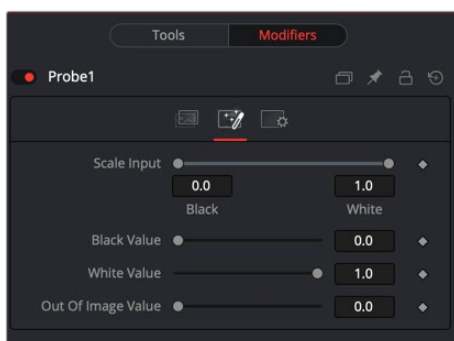 Tools Modifiers
Probe1
Scale Input
0.0 1.0
Black White
Black Value 0.0
White Value 1.0
Out Of Image Value 0.0